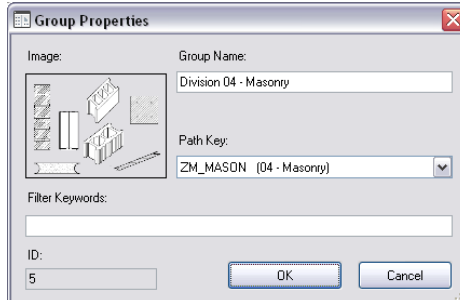 Group Properties
Image:
Group Name:
Division 04 - Masonry
Path Key:
ZM_MASON (04 - Masonry)
Filter Keywords:
ID:
5
OK
Cancel